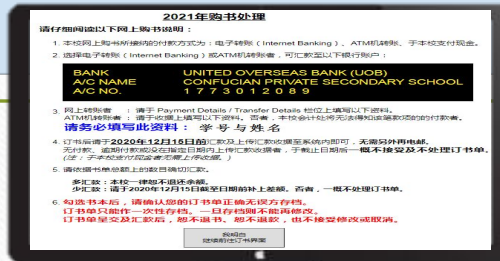 2021年购书处理
请仔细阅读以下网上购书说明：
1. 本校网上购书所接纳的付款方式为：电子转账（Internet Banking）、ATM机转账、于本校支付现金。
2. 选择电子转账（Internet Banking）或ATM机转账者，可汇款至以下银行账户：
BANK UNITED OVERSEAS BANK (UOB)
A/C NAME CONFUCIAN PRIVATE SECONDARY SCHOOL
A/C NO. 1773012089
3. 网上转账者 ：请于 Payment Details / Transfer Details 栏位上填写以下资料。
ATM机转账者：请于收据上填写以下资料。否者，本校会计处将无法得知该笔款项的付款者。
请务必填写此资料：学号与姓名
4. 订书后请于2020年12月16日前汇款及上传汇款收据至系统内即可，无需另外再电邮。
无付款、逾期付款或没在指定日期内上传汇款收据者，于截止日期后一概不接受及不处理订书单。
(注：于本校支付现金者无需上传收据。)
5. 请依据书单总额上的数目确切汇款。
多汇款：本校一律恕不退还余额。
少汇款：请于2020年12月15日截至日期前补上差额。否者，一概不处理订书单。
6. 勾选书本后，请确认您的订书单正确无误方存档。
订书单只能作一次性存档。一旦存档则不能再修改。
订书单呈交及汇款后，恕不退书、恕不退款，也不接受修改或取消。
我明白
继续前往订书界面